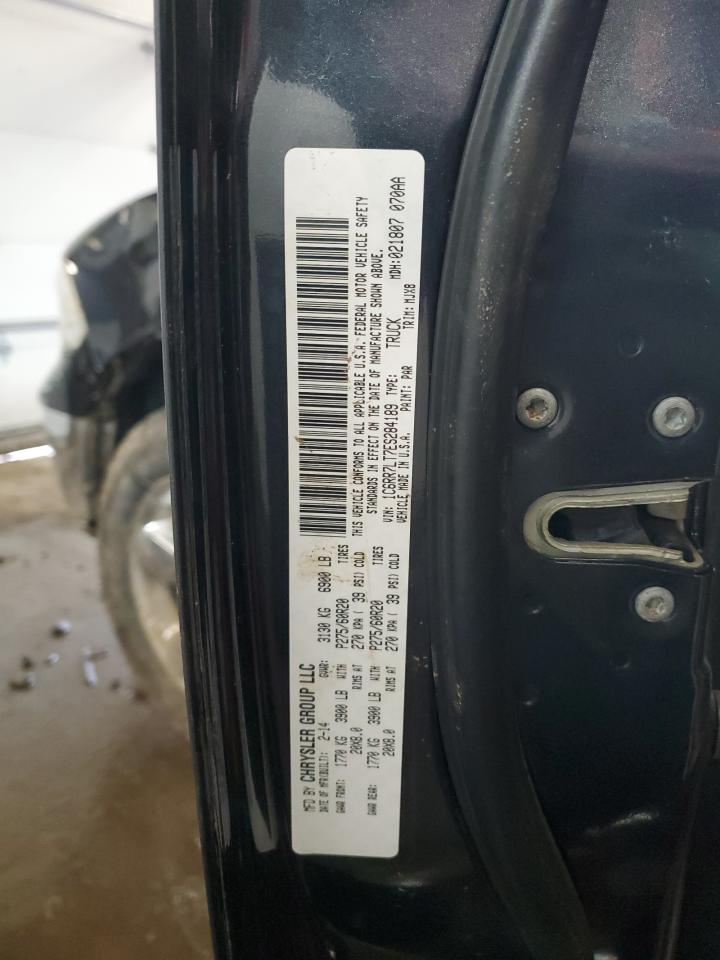 MFD BY CHRYSLER GROUP LLC
DATE OF MFR(BUILT): 2-14 GVWR: 3130 KG 6900 LB
GAWR FRONT: 1770 KG 3900 LB WITH P275/60R20 TIRES
20X8.0 RIMS AT 270 KPA ( 39 PSI) COLD
GAWR REAR: 1770 KG 3900 LB WITH P275/60R20 TIRES
20X8.0 RIMS AT 270 KPA ( 39 PSI) COLD
THIS VEHICLE CONFORMS TO ALL APPLICABLE U.S.A. FEDERAL MOTOR VEHICLE SAFETY
STANDARDS IN EFFECT ON THE DATE OF MANUFACTURE SHOWN ABOVE.
VIN: 1C6RR7LT7ES284189 TYPE: TRUCK MDH:021807 070AA
VEHICLE MADE IN U.S.A. PAINT: PAR TRIM: MJX8